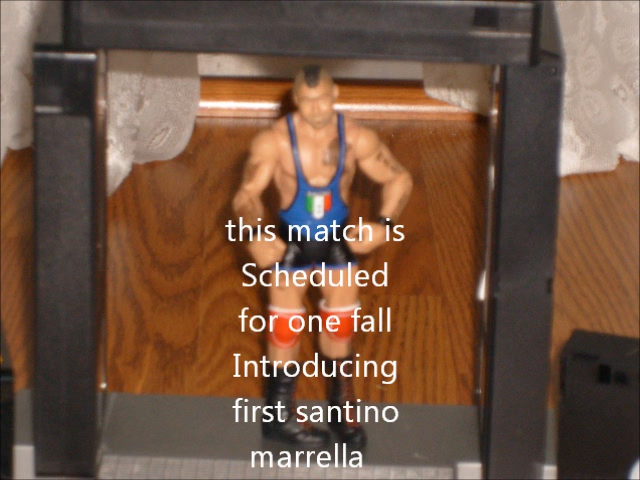 this match is
Scheduled
for one fall
Introducing
first santino
marrella